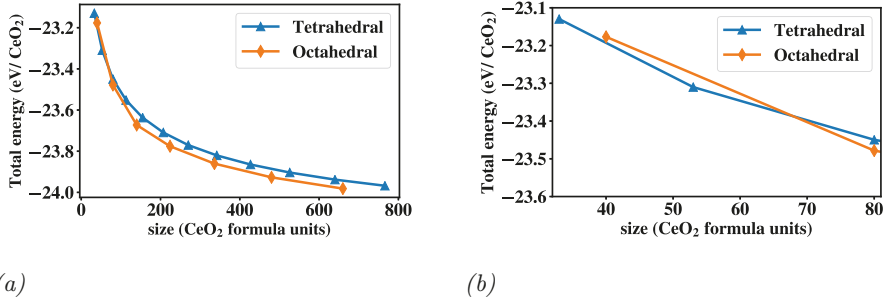 −23.2
−23.4
−23.6
−23.8
−24.0
Total energy (eV/ CeO₂)
0 200 400 600 800
size (CeO₂ formula units)
Tetrahedral
Octahedral
(a)
−23.1
−23.2
−23.3
−23.4
−23.5
−23.6
Total energy (eV/ CeO₂)
40 50 60 70 80
size (CeO₂ formula units)
Tetrahedral
Octahedral
(b)